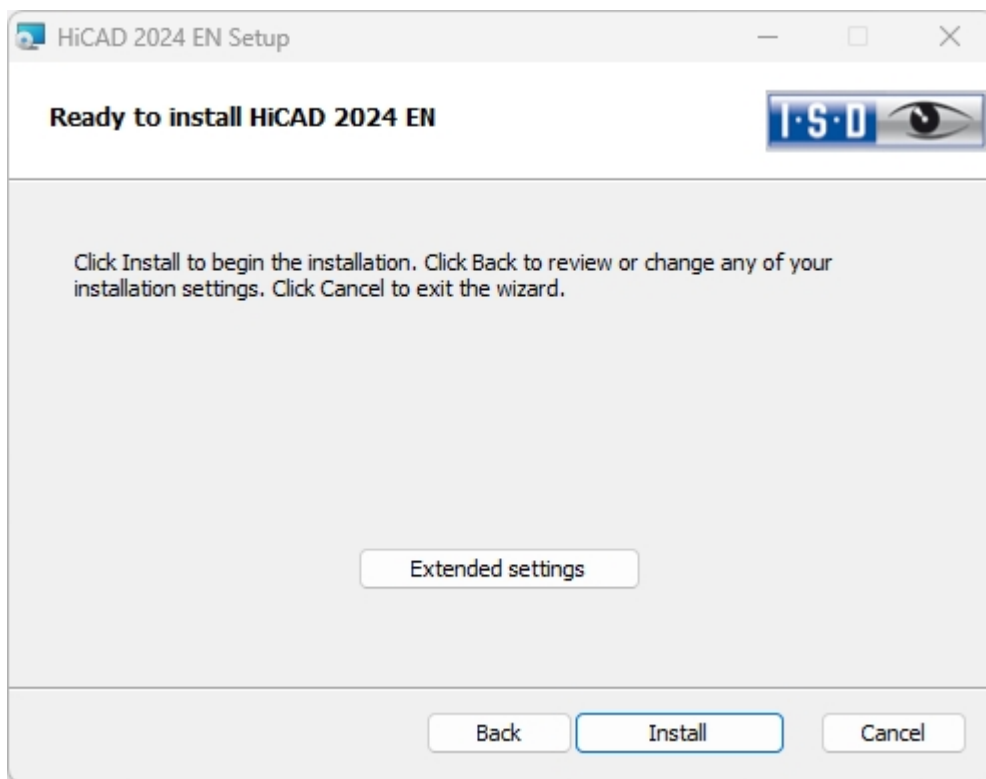 HiCAD 2024 EN Setup
Ready to install HiCAD 2024 EN
I·S·D
Click Install to begin the installation. Click Back to review or change any of your
installation settings. Click Cancel to exit the wizard.
Extended settings
Back
Install
Cancel